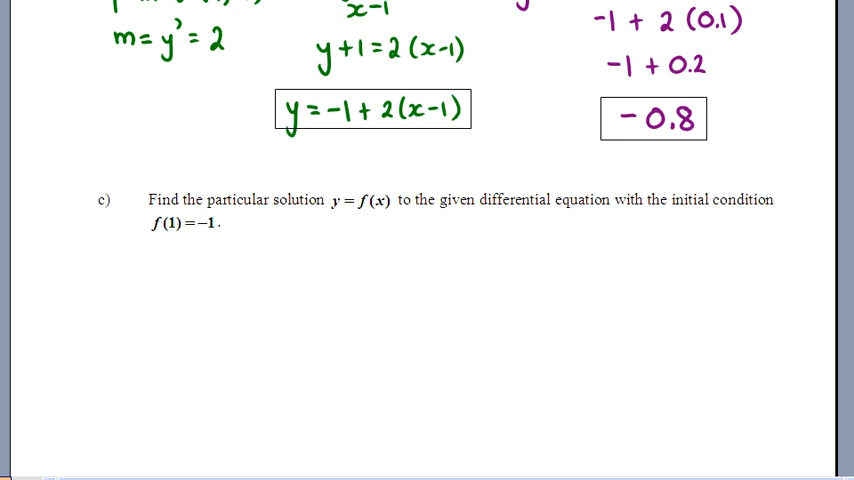 x-1
m= y' = 2
y+1=2(x-1)
y=-1+2(x-1)
-1 + 2 (0.1)
-1 + 0.2
-0.8
c) Find the particular solution y = f(x) to the given differential equation with the initial condition
f(1) = -1.